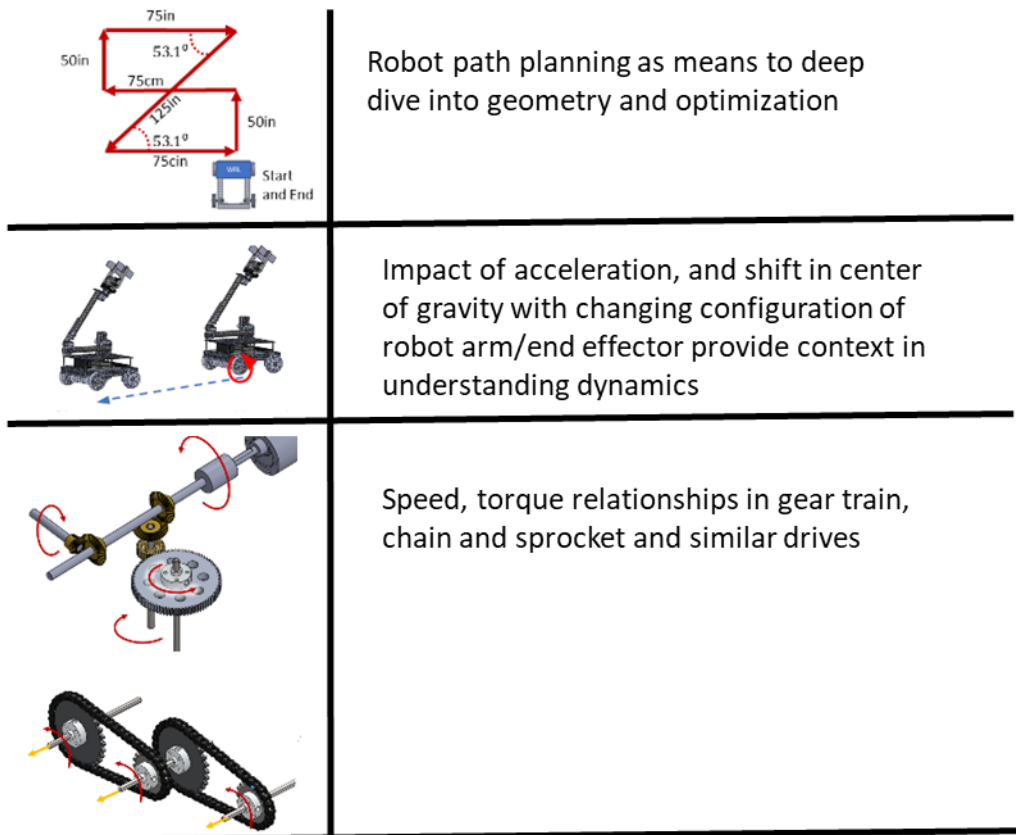 75in
53.1⁰
50in
75cm
125in
50in
53.1⁰
75cin
WRL
Start
and End
Robot path planning as means to deep
dive into geometry and optimization
Impact of acceleration, and shift in center
of gravity with changing configuration of
robot arm/end effector provide context in
understanding dynamics
Speed, torque relationships in gear train,
chain and sprocket and similar drives